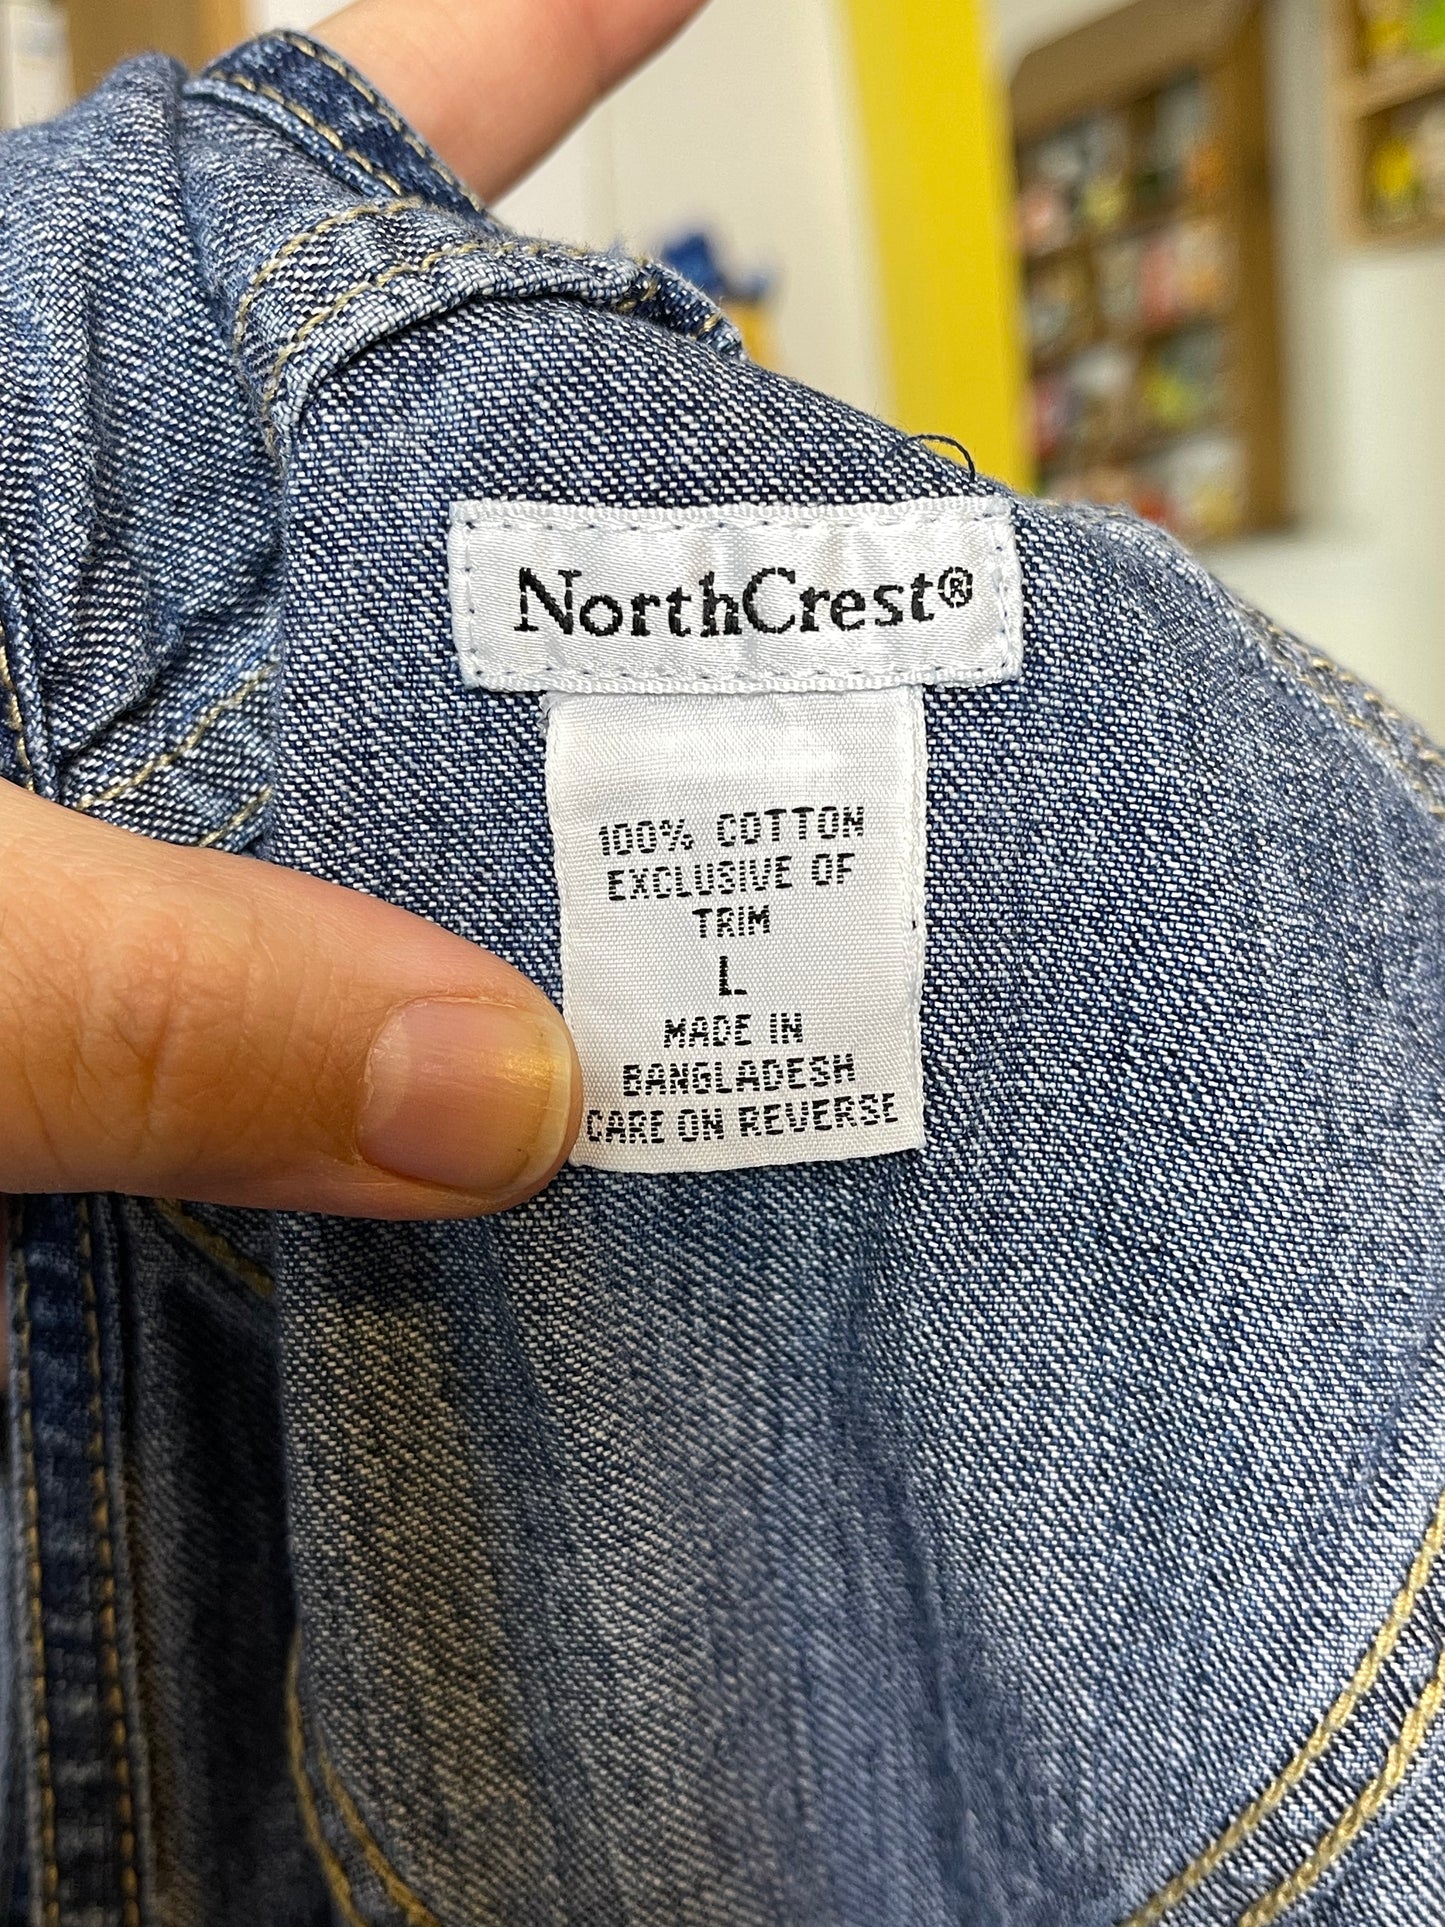 NorthCrest®
100% COTTON
EXCLUSIVE OF
TRIM
L
MADE IN
BANGLADESH
CARE ON REVERSE